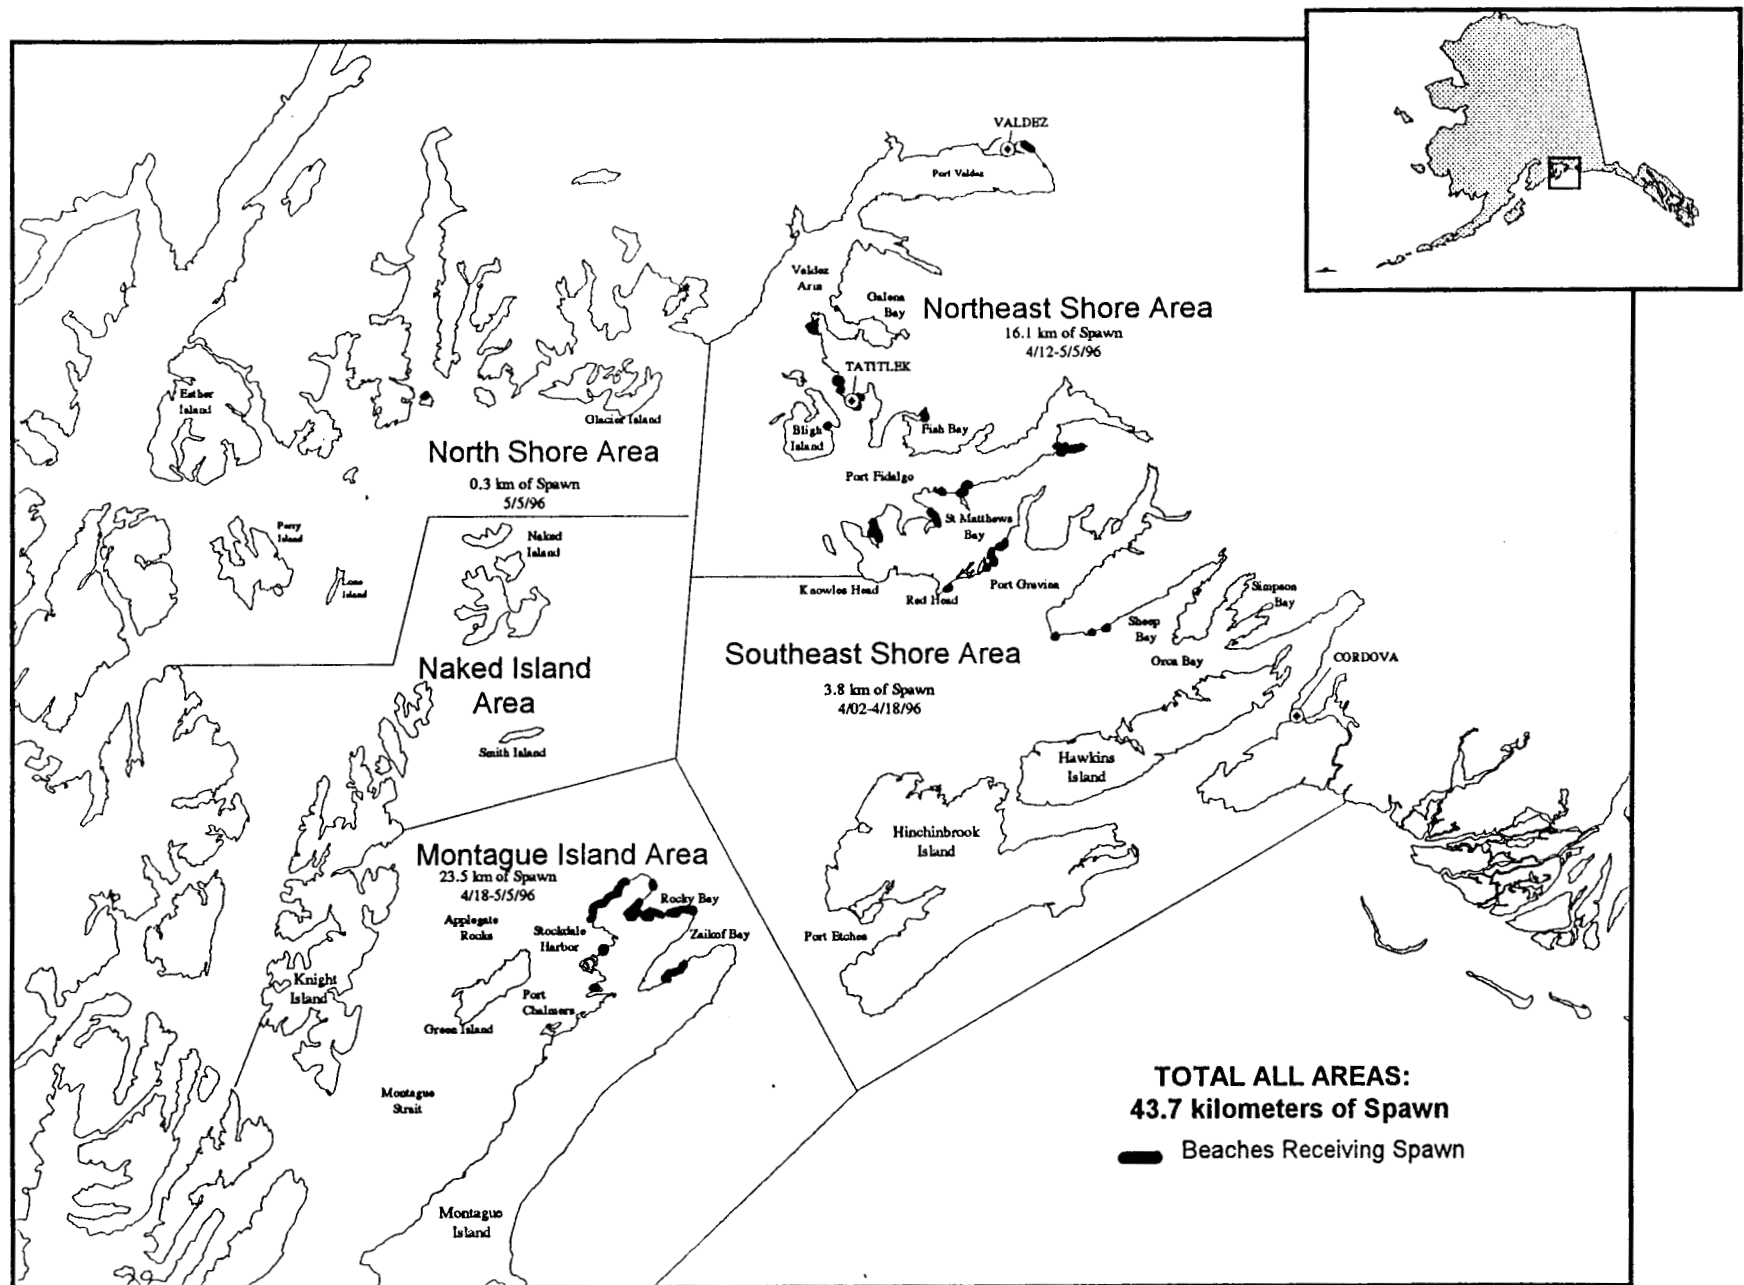 VALDEZ
Port Valdez
Valdez
Arm
Galena
Bay
Northeast Shore Area
16.1 km of Spawn
4/12-5/5/96
TATITLEK
Bligh
Island
Fish Bay
Esther
Island
Glacier Island
North Shore Area
0.3 km of Spawn
5/5/96
Port Fidalgo
St Matthews
Bay
Perry
Island
Lone
Island
Naked
Island
Knowles Head
Red Head
Port Gravina
Simpson
Bay
Sheep
Bay
Orca Bay
CORDOVA
Naked Island
Area
Smith Island
Southeast Shore Area
3.8 km of Spawn
4/02-4/18/96
Hawkins
Island
Hinchinbrook
Island
Port Etches
Montague Island Area
23.5 km of Spawn
4/18-5/5/96
Applegate
Rocks
Stockdale
Harbor
Rocky Bay
Zaikof Bay
Knight
Island
Port
Chalmers
Green Island
Montague
Strait
Montague
Island
TOTAL ALL AREAS:
43.7 kilometers of Spawn
Beaches Receiving Spawn